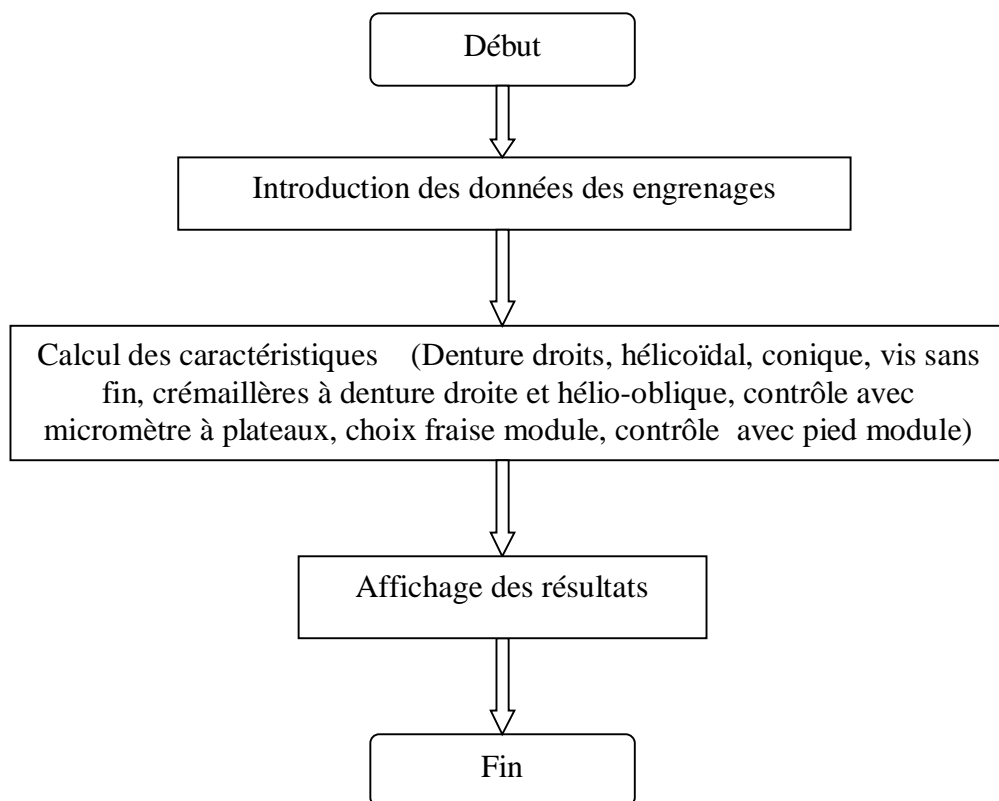 Début
Introduction des données des engrenages
Calcul des caractéristiques (Denture droits, hélicoïdal, conique, vis sans
fin, crémaillères à denture droite et hélio-oblique, contrôle avec
micromètre à plateaux, choix fraise module, contrôle avec pied module)
Affichage des résultats
Fin